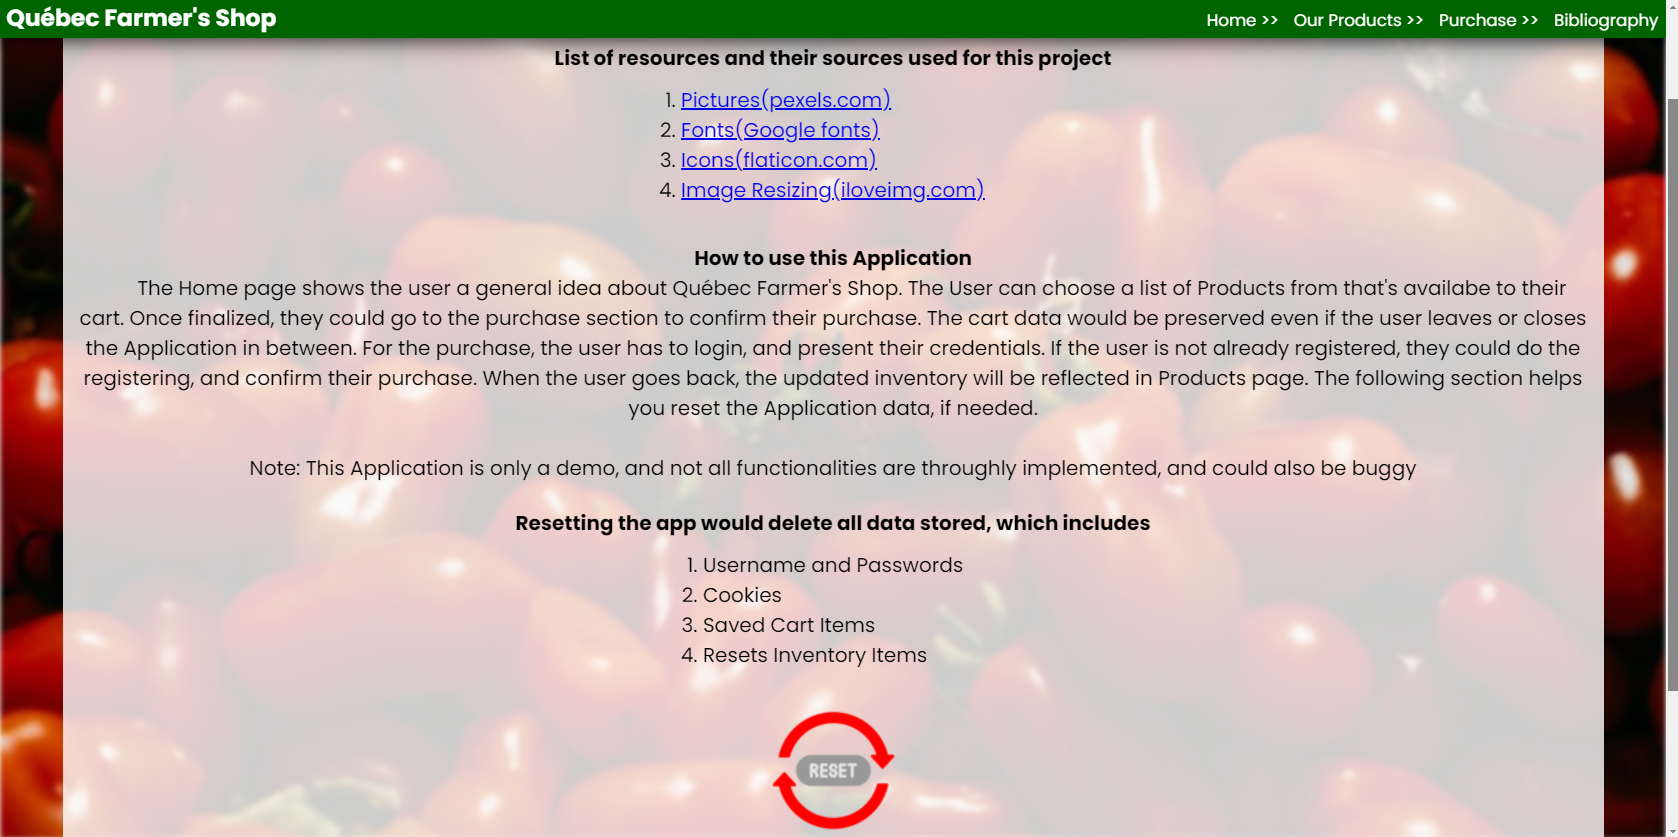 Québec Farmer's Shop
Home >> Our Products >> Purchase >> Bibliography
List of resources and their sources used for this project
1. Pictures(pexels.com)
2. Fonts(Google fonts)
3. Icons(flaticon.com)
4. Image Resizing(iloveimg.com)
How to use this Application
The Home page shows the user a general idea about Québec Farmer's Shop. The User can choose a list of Products from that's availabe to their
cart. Once finalized, they could go to the purchase section to confirm their purchase. The cart data would be preserved even if the user leaves or closes
the Application in between. For the purchase, the user has to login, and present their credentials. If the user is not already registered, they could do the
registering, and confirm their purchase. When the user goes back, the updated inventory will be reflected in Products page. The following section helps
you reset the Application data, if needed.
Note: This Application is only a demo, and not all functionalities are throughly implemented, and could also be buggy
Resetting the app would delete all data stored, which includes
1. Username and Passwords
2. Cookies
3. Saved Cart Items
4. Resets Inventory Items
RESET